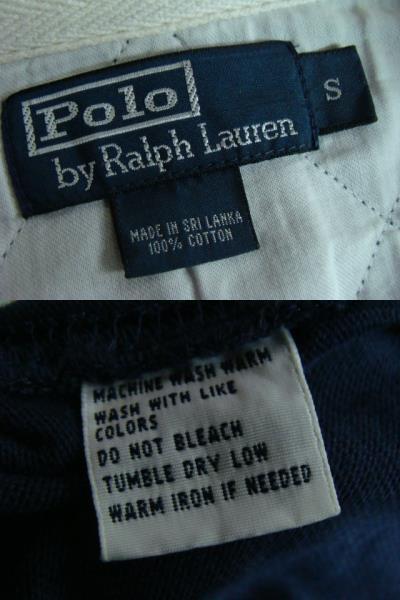 Polo
by Ralph Lauren
S
MADE IN SRI LANKA
100% COTTON
MACHINE WASH WARM
WASH WITH LIKE
COLORS
DO NOT BLEACH
TUMBLE DRY LOW
WARM IRON IF NEEDED